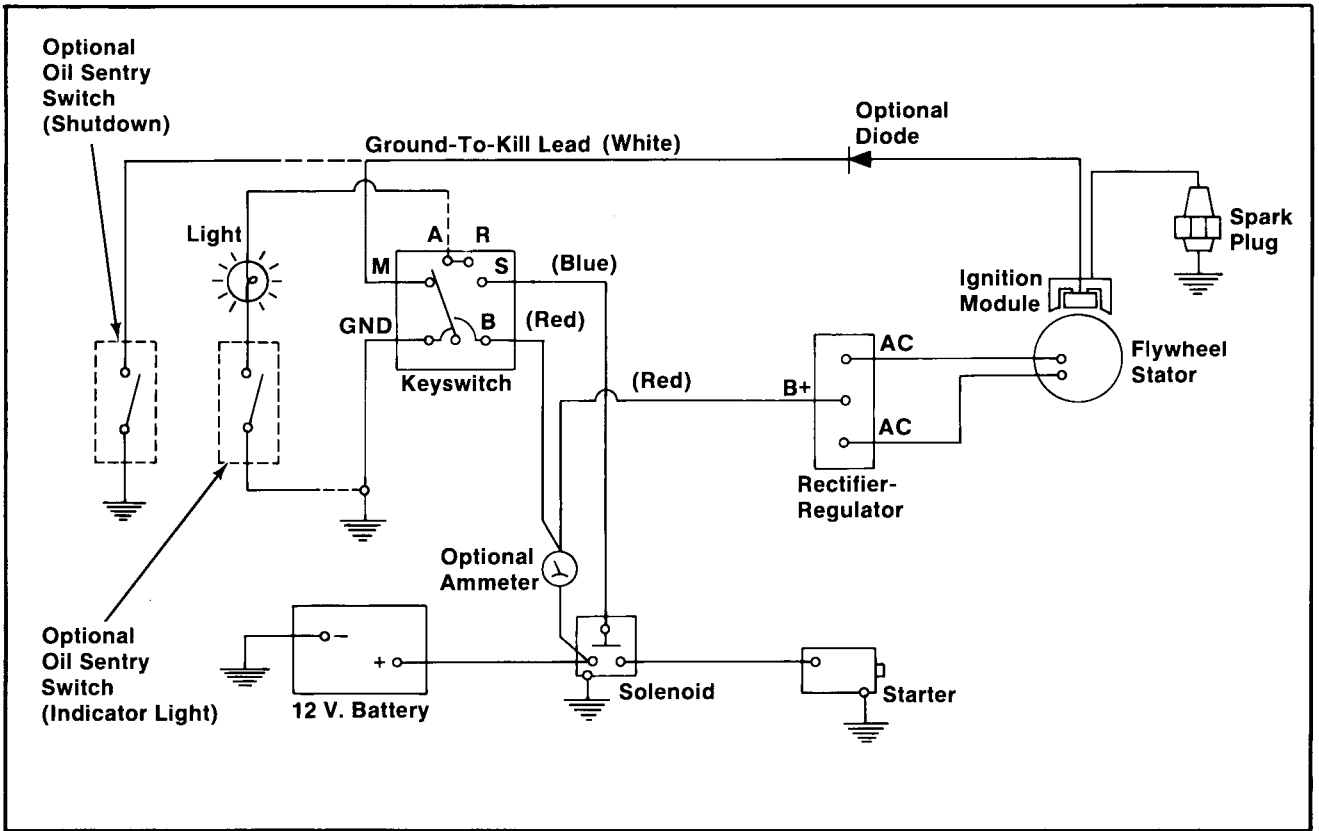 Optional
Oil Sentry
Switch
(Shutdown)
Optional
Diode
Ground-To-Kill Lead (White)
Spark
Plug
Light
A
R
M
S
(Blue)
Ignition
Module
GND
B
(Red)
Keyswitch
AC
Flywheel
Stator
(Red)
B+
AC
Rectifier-
Regulator
Optional
Ammeter
Optional
Oil Sentry
Switch
(Indicator Light)
−
+
12 V. Battery
Solenoid
Starter